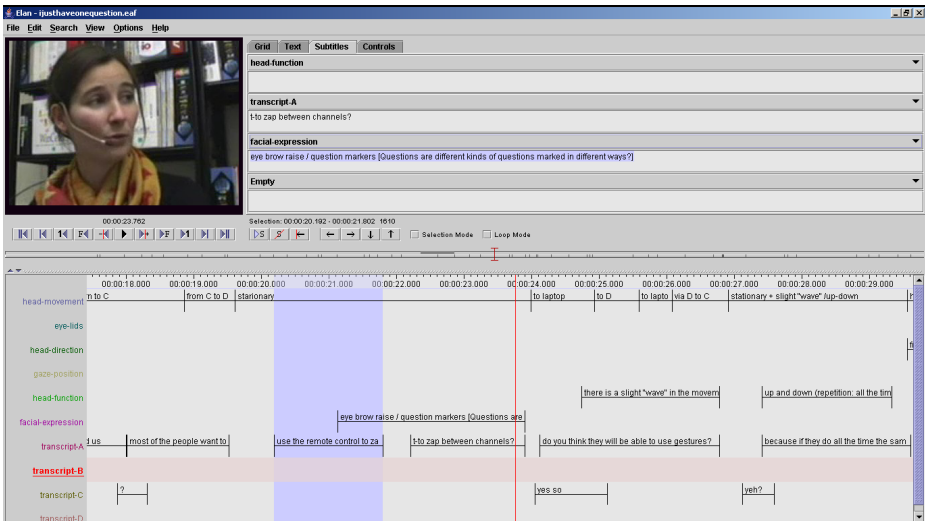 Elan - ijusthaveonequestion.eaf
File Edit Search View Options Help
Grid Text Subtitles Controls
head-function
transcript-A
t-to zap between channels?
facial-expression
eye brow raise / question markers [Questions are different kinds of questions marked in different ways?]
Empty
00:00:23.762
Selection: 00:00:20.192 - 00:00:21.802 1610
Selection Mode Loop Mode
00:00:18.000 00:00:19.000 00:00:20.000 00:00:21.000 00:00:22.000 00:00:23.000 00:00:24.000 00:00:25.000 00:00:26.000 00:00:27.000 00:00:28.000 00:00:29.000
head-movement n to C from C to D starionary to laptop to D to lapto via D to C stationary + slight "wave" /up-down
eye-lids
head-direction
gaze-position
head-function there is a slight "wave" in the movem up and down (repetition: all the tim
facial-expression eye brow raise / question markers [Questions are
transcript-A d us most of the people want to use the remote control to za t-to zap between channels? do you think they will be able to use gestures? because if they do all the time the sam
transcript-B
transcript-C ? yes so yeh?
transcript-D